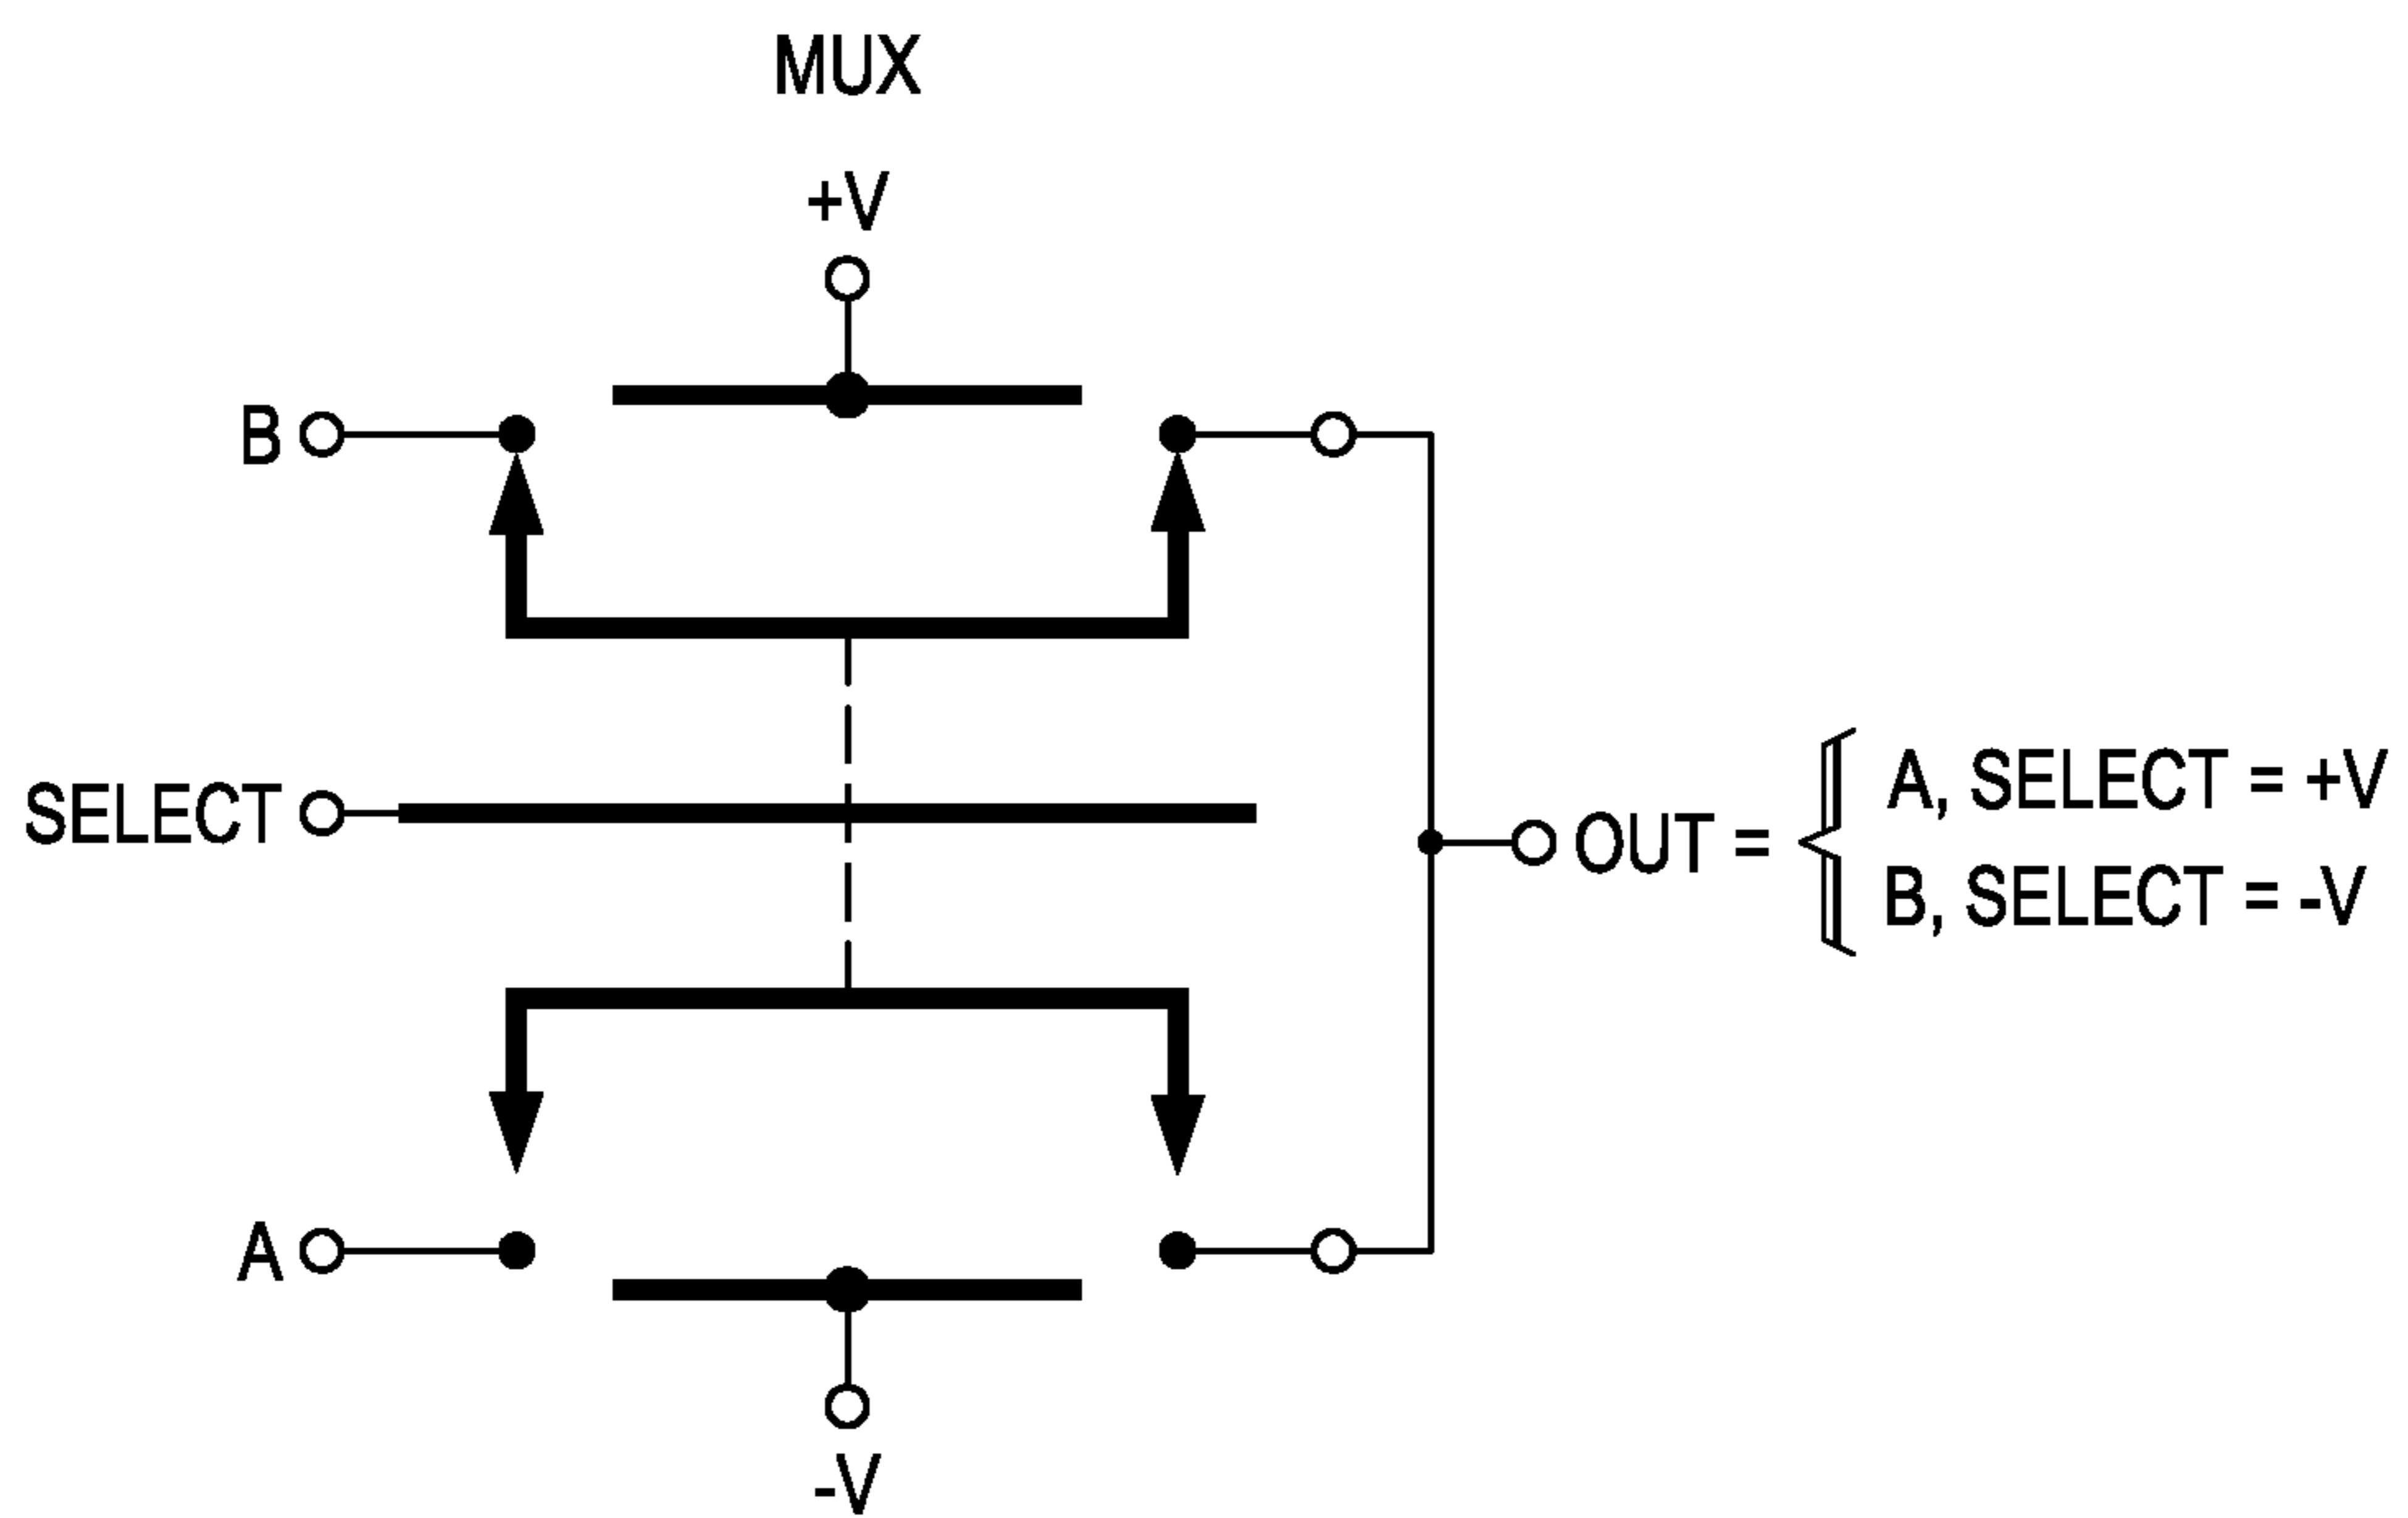 MUX
+V
B
SELECT
OUT =
A, SELECT = +V
B, SELECT = -V
A
-V